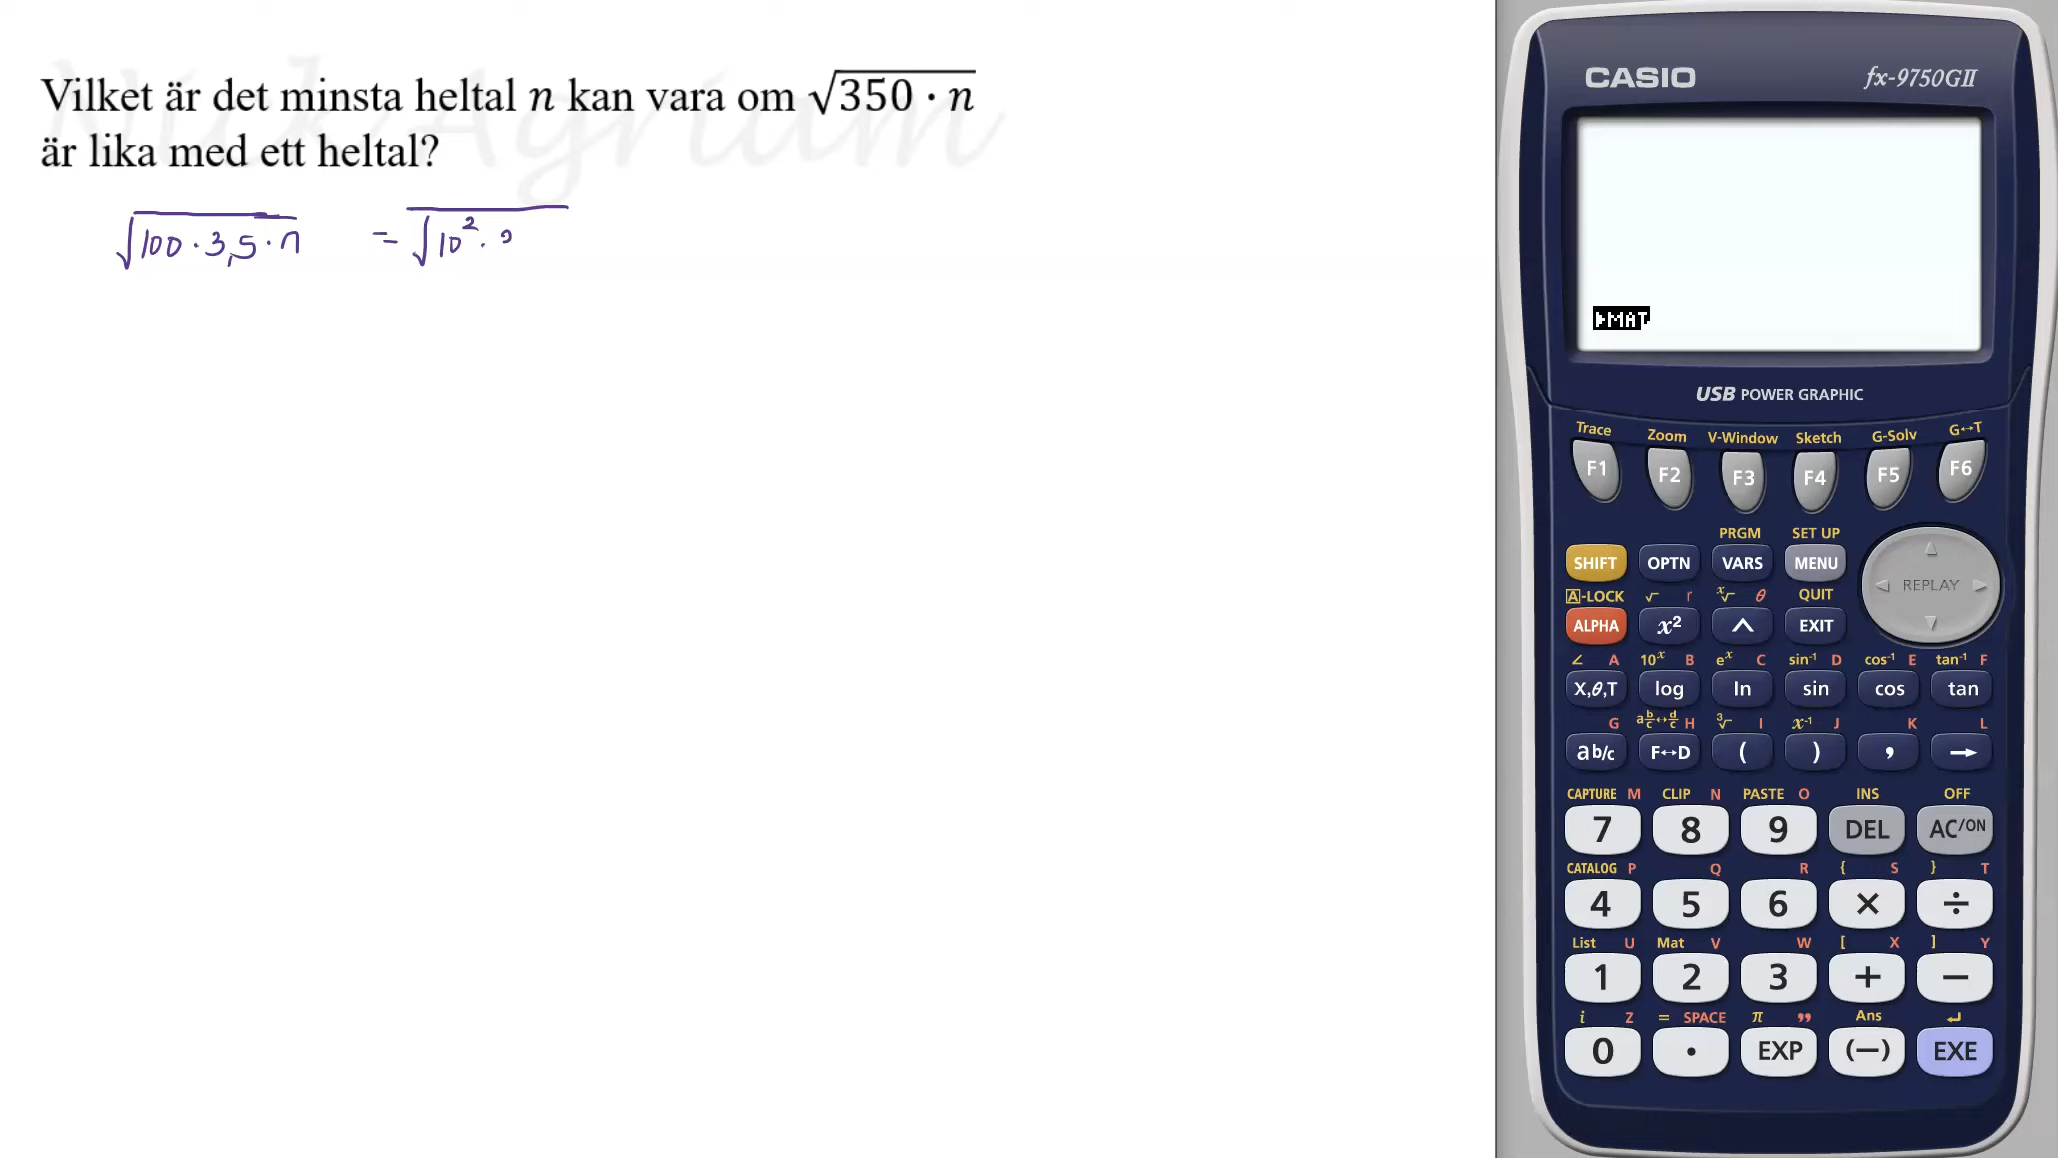 Vilket är det minsta heltal n kan vara om √350 · n
är lika med ett heltal?
√100 · 3,5 · n = √10² ·
Nick Agrium
CASIO fx-9750GII
▶MAT
USB POWER GRAPHIC
Trace Zoom V-Window Sketch G-Solv G↔T
F1 F2 F3 F4 F5 F6
PRGM SET UP
SHIFT OPTN VARS MENU
A-LOCK √ r ˣ√ θ QUIT
REPLAY
ALPHA x² ^ EXIT
∠ A 10ˣ B eˣ C sin⁻¹ D cos⁻¹ E tan⁻¹ F
X,θ,T log ln sin cos tan
G a b/c↔d/c H ³√ I x⁻¹ J K L
a b/c F↔D ( ) , →
CAPTURE M CLIP N PASTE O INS OFF
7 8 9 DEL AC/ON
CATALOG P Q R { S } T
4 5 6 × ÷
List U Mat V W [ X ] Y
1 2 3 + −
i Z = SPACE π ” Ans ↵
0 . EXP (−) EXE